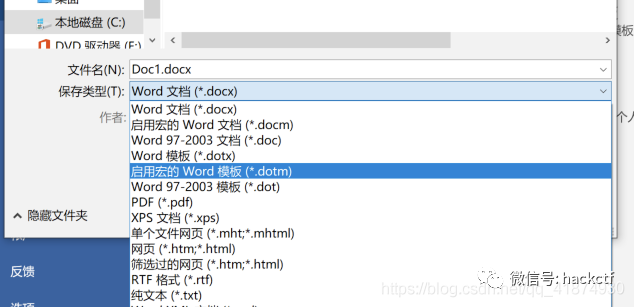 桌面
本地磁盘 (C:)
DVD 驱动器 (F:)
模板
文件名(N): Doc1.docx
保存类型(T): Word 文档 (*.docx)
作者:
个人
Word 文档 (*.docx)
启用宏的 Word 文档 (*.docm)
Word 97-2003 文档 (*.doc)
Word 模板 (*.dotx)
启用宏的 Word 模板 (*.dotm)
Word 97-2003 模板 (*.dot)
PDF (*.pdf)
XPS 文档 (*.xps)
单个文件网页 (*.mht;*.mhtml)
网页 (*.htm;*.html)
筛选过的网页 (*.htm;*.html)
RTF 格式 (*.rtf)
纯文本 (*.txt)
隐藏文件夹
反馈
选项
微信号: hackctf